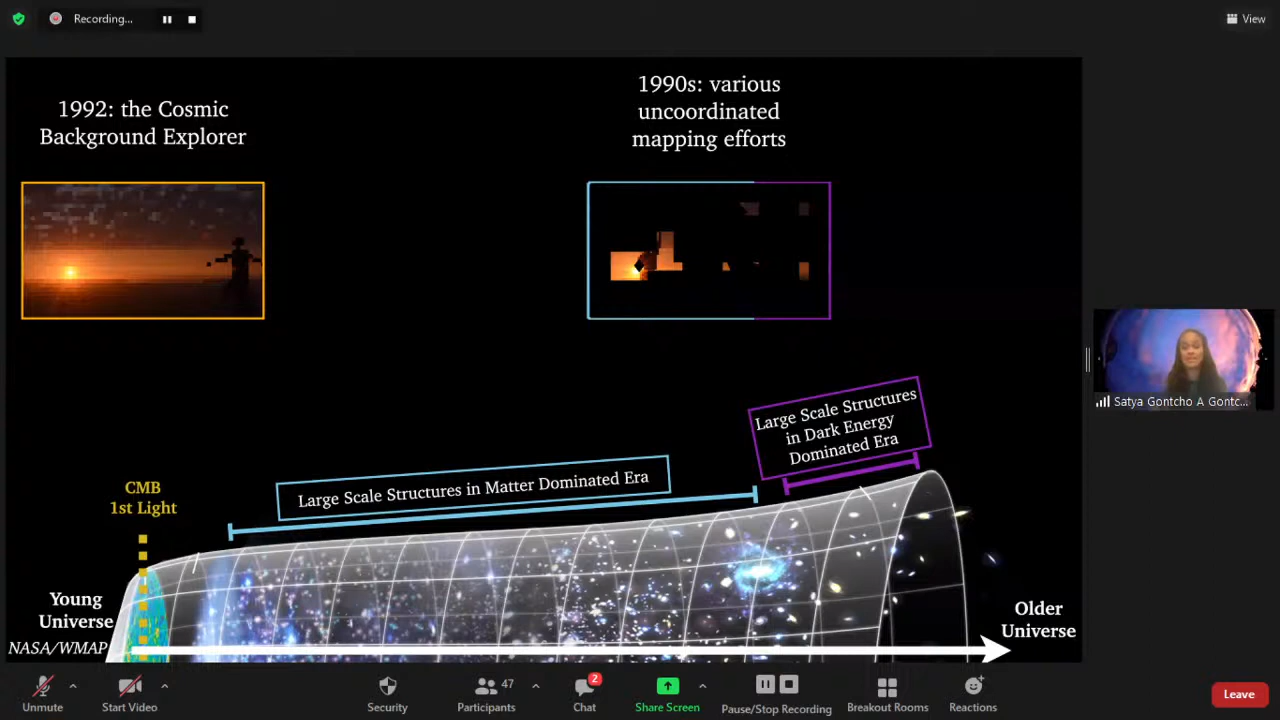 Recording...
View
1992: the Cosmic
Background Explorer
1990s: various
uncoordinated
mapping efforts
Large Scale Structures
in Dark Energy
Dominated Era
Large Scale Structures in Matter Dominated Era
CMB
1st Light
Young
Universe
NASA/WMAP
Older
Universe
Satya Gontcho A Gontc...
Unmute
Start Video
Security
47
Participants
2
Chat
Share Screen
Pause/Stop Recording
Breakout Rooms
Reactions
Leave